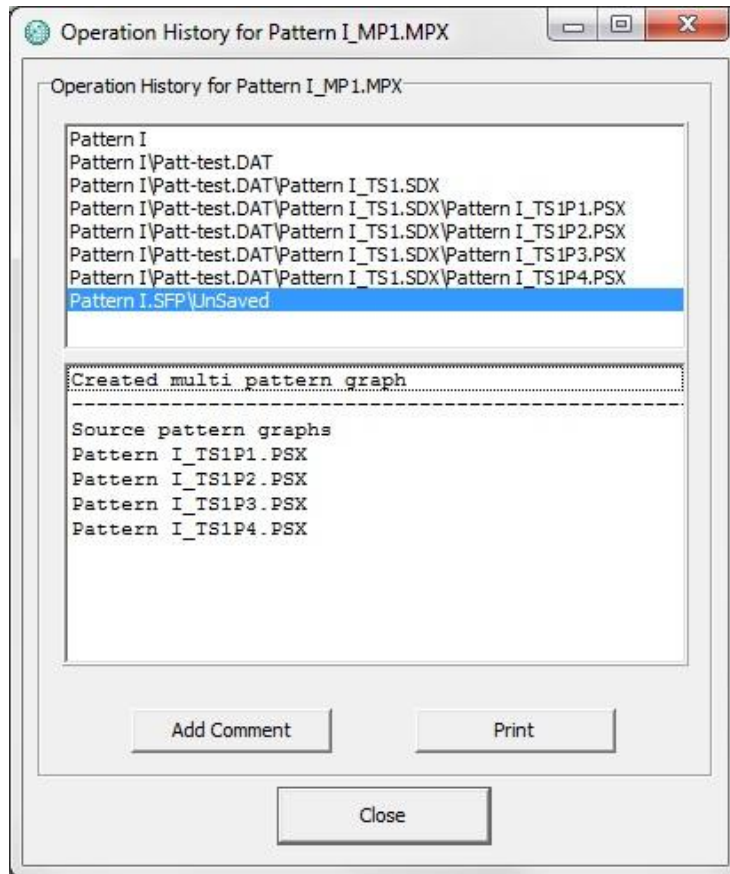 Operation History for Pattern I_MP1.MPX
Operation History for Pattern I_MP1.MPX
Pattern I
Pattern I\Patt-test.DAT
Pattern I\Patt-test.DAT\Pattern I_TS1.SDX
Pattern I\Patt-test.DAT\Pattern I_TS1.SDX\Pattern I_TS1P1.PSX
Pattern I\Patt-test.DAT\Pattern I_TS1.SDX\Pattern I_TS1P2.PSX
Pattern I\Patt-test.DAT\Pattern I_TS1.SDX\Pattern I_TS1P3.PSX
Pattern I\Patt-test.DAT\Pattern I_TS1.SDX\Pattern I_TS1P4.PSX
Pattern I.SFP\UnSaved
Created multi pattern graph
--------------------------------------------------
Source pattern graphs
Pattern I_TS1P1.PSX
Pattern I_TS1P2.PSX
Pattern I_TS1P3.PSX
Pattern I_TS1P4.PSX
Add Comment Print
Close